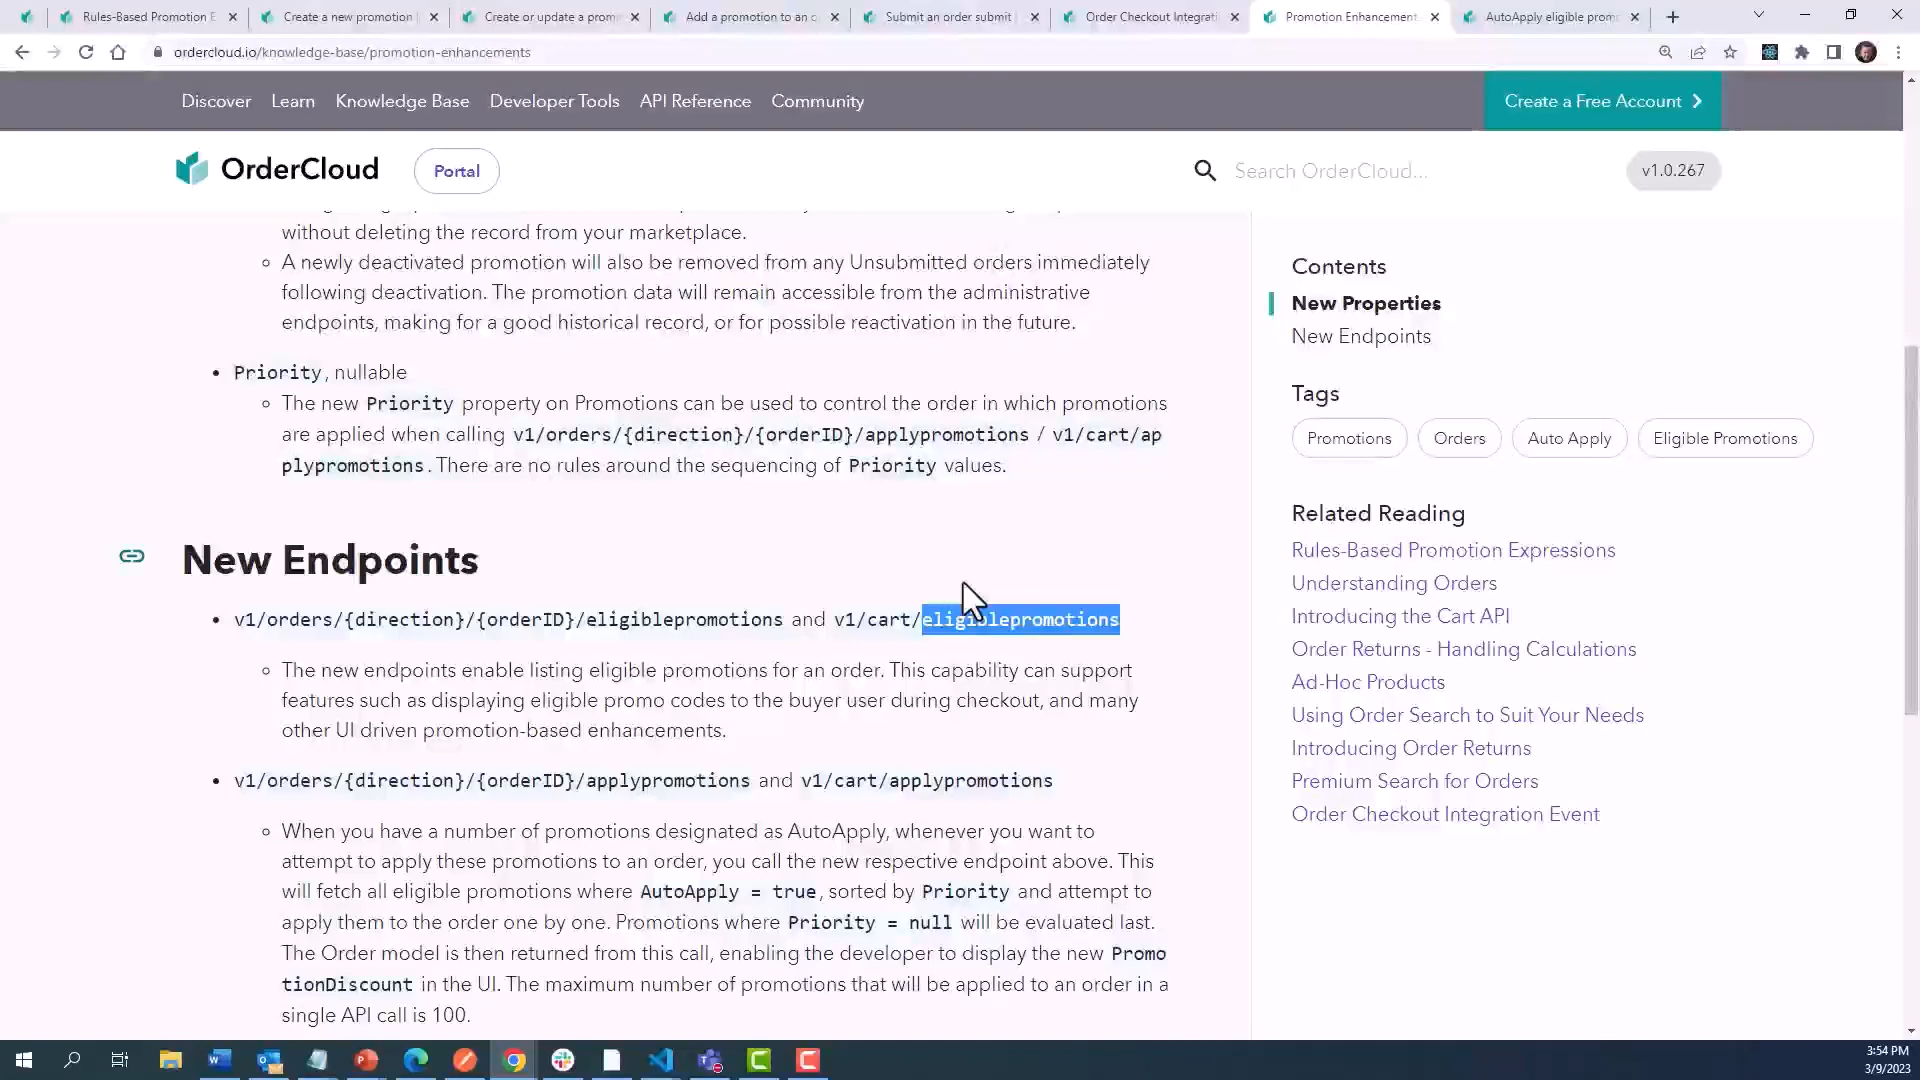 Rules-Based Promotion E
Create a new promotion
Create or update a prom
Add a promotion to an o
Submit an order submit
Order Checkout Integrati
Promotion Enhancement
AutoApply eligible prom
ordercloud.io/knowledge-base/promotion-enhancements
Discover Learn Knowledge Base Developer Tools API Reference Community
Create a Free Account
OrderCloud
Portal
Search OrderCloud...
v1.0.267
without deleting the record from your marketplace.
A newly deactivated promotion will also be removed from any Unsubmitted orders immediately
following deactivation. The promotion data will remain accessible from the administrative
endpoints, making for a good historical record, or for possible reactivation in the future.
Priority, nullable
The new Priority property on Promotions can be used to control the order in which promotions
are applied when calling v1/orders/{direction}/{orderID}/applypromotions / v1/cart/ap
plypromotions. There are no rules around the sequencing of Priority values.
New Endpoints
v1/orders/{direction}/{orderID}/eligiblepromotions and v1/cart/eligiblepromotions
The new endpoints enable listing eligible promotions for an order. This capability can support
features such as displaying eligible promo codes to the buyer user during checkout, and many
other UI driven promotion-based enhancements.
v1/orders/{direction}/{orderID}/applypromotions and v1/cart/applypromotions
When you have a number of promotions designated as AutoApply, whenever you want to
attempt to apply these promotions to an order, you call the new respective endpoint above. This
will fetch all eligible promotions where AutoApply = true, sorted by Priority and attempt to
apply them to the order one by one. Promotions where Priority = null will be evaluated last.
The Order model is then returned from this call, enabling the developer to display the new Promo
tionDiscount in the UI. The maximum number of promotions that will be applied to an order in a
single API call is 100.
Contents
New Properties
New Endpoints
Tags
Promotions Orders Auto Apply Eligible Promotions
Related Reading
Rules-Based Promotion Expressions
Understanding Orders
Introducing the Cart API
Order Returns - Handling Calculations
Ad-Hoc Products
Using Order Search to Suit Your Needs
Introducing Order Returns
Premium Search for Orders
Order Checkout Integration Event
3:54 PM
3/9/2023